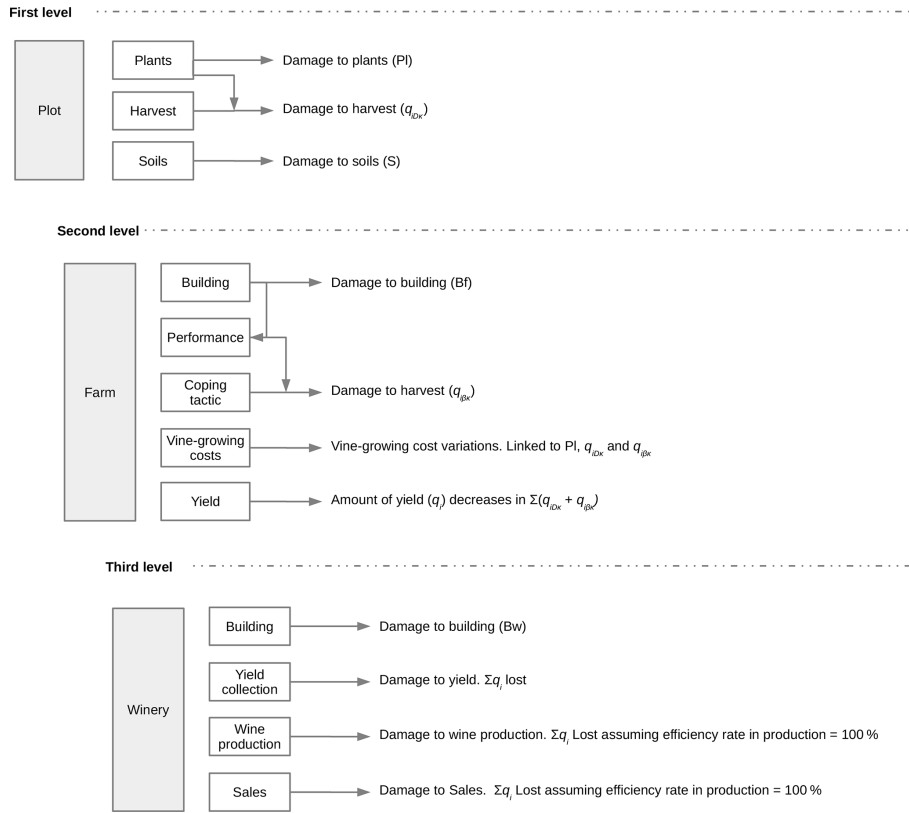 First level
Plot
Plants
Damage to plants (Pl)
Harvest
Damage to harvest (q_iDκ)
Soils
Damage to soils (S)
Second level
Farm
Building
Damage to building (Bf)
Performance
Coping
tactic
Damage to harvest (q_iβκ)
Vine-growing
costs
Vine-growing cost variations. Linked to Pl, q_iDκ and q_iβκ
Yield
Amount of yield (q_i) decreases in Σ(q_iDκ + q_iβκ)
Third level
Winery
Building
Damage to building (Bw)
Yield
collection
Damage to yield. Σq_i lost
Wine
production
Damage to wine production. Σq_i Lost assuming efficiency rate in production = 100 %
Sales
Damage to Sales. Σq_i Lost assuming efficiency rate in production = 100 %